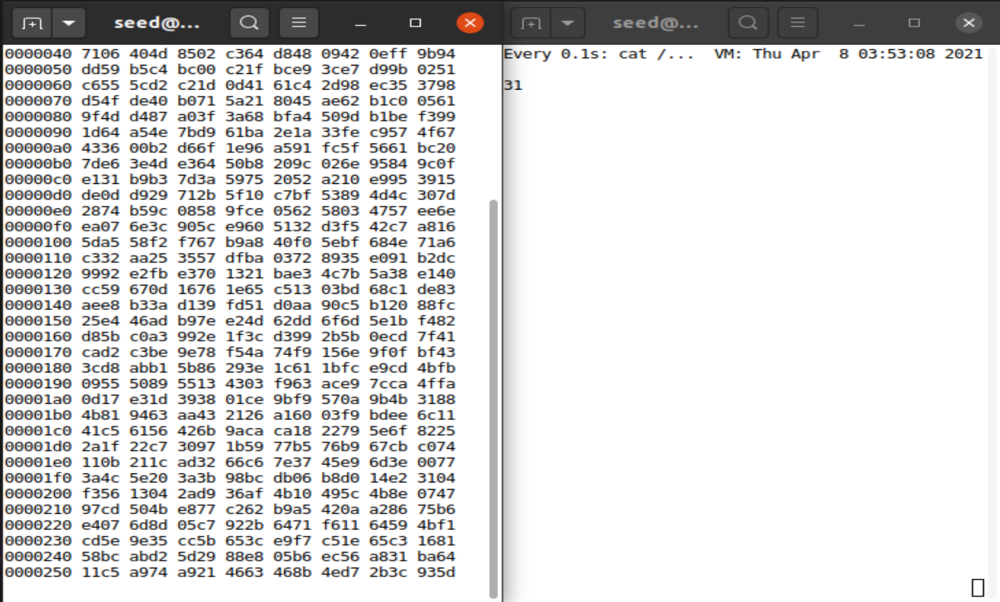 seed@...
0000040 7106 404d 8502 c364 d848 0942 0eff 9b94
0000050 dd59 b5c4 bc00 c21f bce9 3ce7 d99b 0251
0000060 c655 5cd2 c21d 0d41 61c4 2d98 ec35 3798
0000070 d54f de40 b071 5a21 8045 ae62 b1c0 0561
0000080 9f4d d487 a03f 3a68 bfa4 509d b1be f399
0000090 1d64 a54e 7bd9 61ba 2e1a 33fe c957 4f67
00000a0 4336 00b2 d66f 1e96 a591 fc5f 5661 bc20
00000b0 7de6 3e4d e364 50b8 209c 026e 9584 9c0f
00000c0 e131 b9b3 7d3a 5975 2052 a210 e995 3915
00000d0 de0d d929 712b 5f10 c7bf 5389 4d4c 307d
00000e0 2874 b59c 0858 9fce 0562 5803 4757 ee6e
00000f0 ea07 6e3c 905c e960 5132 d3f5 42c7 a816
0000100 5da5 58f2 f767 b9a8 40f0 5ebf 684e 71a6
0000110 c332 aa25 3557 dfba 0372 8935 e091 b2dc
0000120 9992 e2fb e370 1321 bae3 4c7b 5a38 e140
0000130 cc59 670d 1676 1e65 c513 03bd 68c1 de83
0000140 aee8 b33a d139 fd51 d0aa 90c5 b120 88fc
0000150 25e4 46ad b97e e24d 62dd 6f6d 5e1b f482
0000160 d85b c0a3 992e 1f3c d399 2b5b 0ecd 7f41
0000170 cad2 c3be 9e78 f54a 74f9 156e 9f0f bf43
0000180 3cd8 abb1 5b86 293e 1c61 1bfc e9cd 4bfb
0000190 0955 5089 5513 4303 f963 ace9 7cca 4ffa
00001a0 0d17 e31d 3938 01ce 9bf9 570a 9b4b 3188
00001b0 4b81 9463 aa43 2126 a160 03f9 bdee 6c11
00001c0 41c5 6156 426b 9aca ca18 2279 5e6f 8225
00001d0 2a1f 22c7 3097 1b59 77b5 76b9 67cb c074
00001e0 110b 211c ad32 66c6 7e37 45e9 6d3e 0077
00001f0 3a4c 5e20 3a3b 98bc db06 b8d0 14e2 3104
0000200 f356 1304 2ad9 36af 4b10 495c 4b8e 0747
0000210 97cd 504b e877 c262 b9a5 420a a286 75b6
0000220 e407 6d8d 05c7 922b 6471 f611 6459 4bf1
0000230 cd5e 9e35 cc5b 653c e9f7 c51e 65c3 1681
0000240 58bc abd2 5d29 88e8 05b6 ec56 a831 ba64
0000250 11c5 a974 a921 4663 468b 4ed7 2b3c 935d
seed@...
Every 0.1s: cat /... VM: Thu Apr 8 03:53:08 2021
31